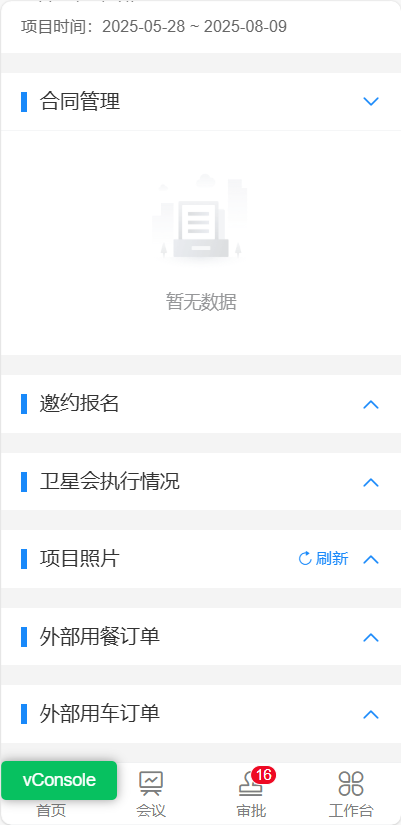 项目时间：2025-05-28 ~ 2025-08-09
合同管理
暂无数据
邀约报名
卫星会执行情况
项目照片 刷新
外部用餐订单
外部用车订单
vConsole
16
首页 会议 审批 工作台